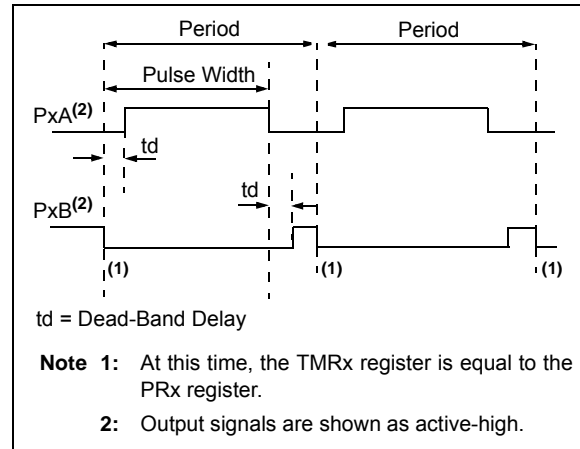 Period Period
Pulse Width
PxA(2)
td
td
PxB(2)
(1) (1) (1)
td = Dead-Band Delay
Note 1: At this time, the TMRx register is equal to the
PRx register.
2: Output signals are shown as active-high.